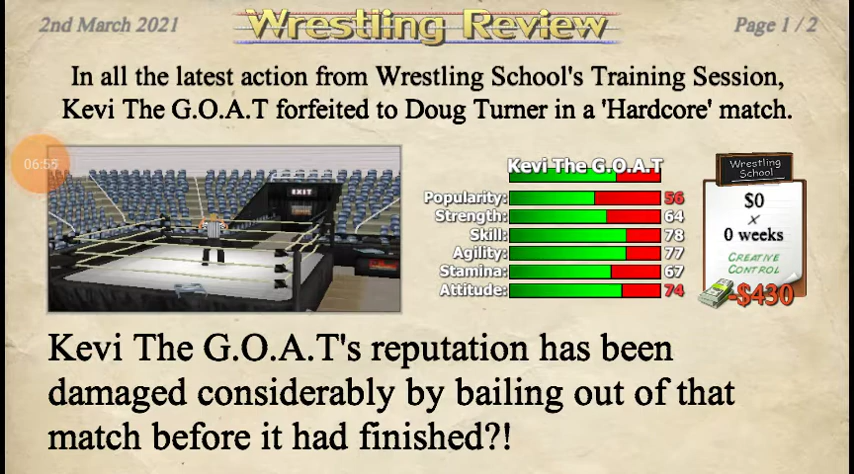 2nd March 2021
Wrestling Review
Page 1 / 2
In all the latest action from Wrestling School's Training Session,
Kevi The G.O.A.T forfeited to Doug Turner in a 'Hardcore' match.
06:55
EXIT
Kevi The G.O.A.T
Popularity: 56
Strength: 64
Skill: 78
Agility: 77
Stamina: 67
Attitude: 74
Wrestling
School
$0
x
0 weeks
CREATIVE
CONTROL
-$430
Kevi The G.O.A.T's reputation has been
damaged considerably by bailing out of that
match before it had finished?!